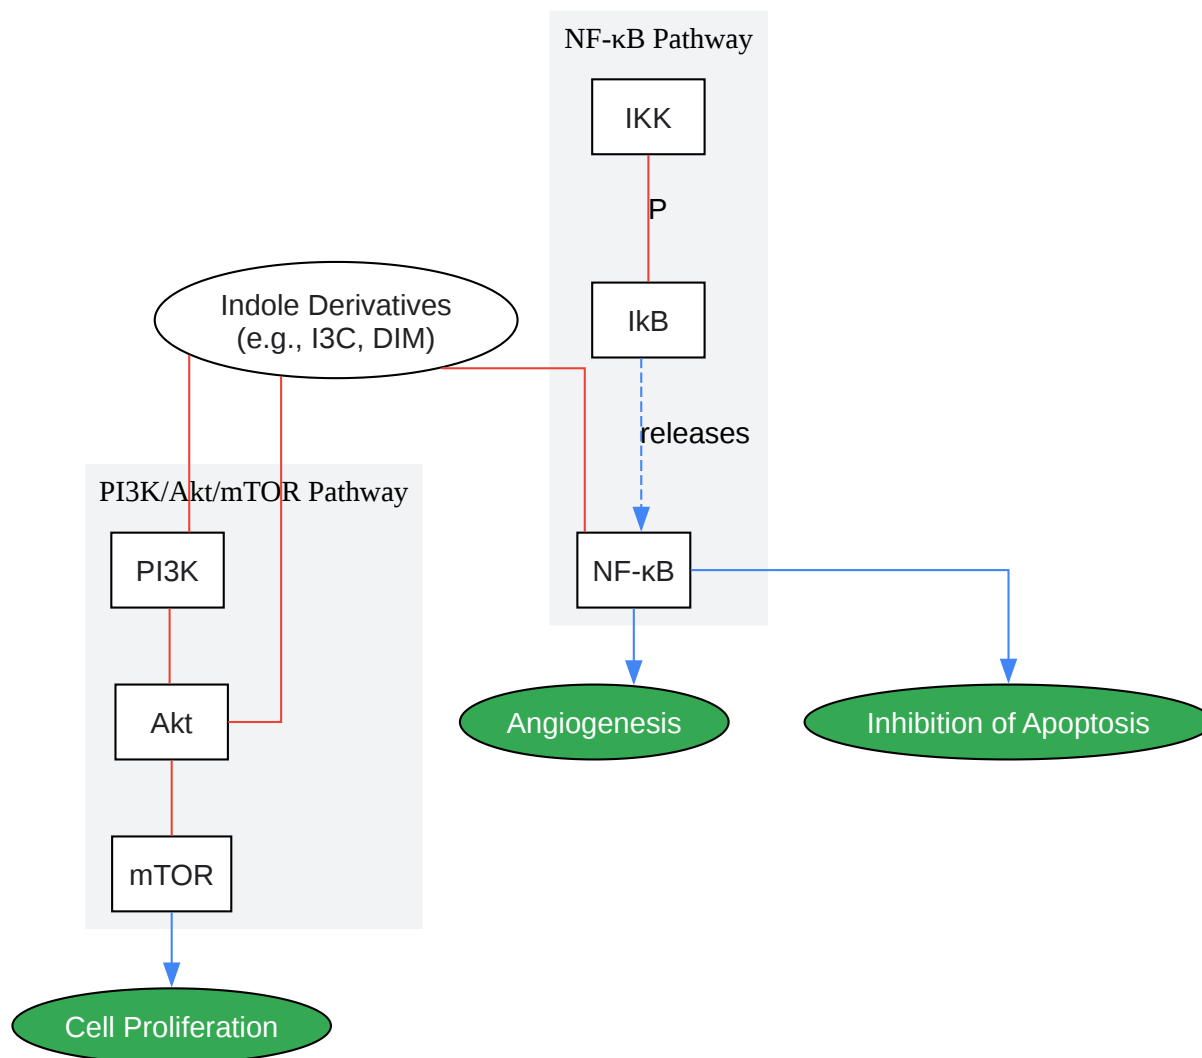 NF-κB Pathway
IKK
P
Indole Derivatives
(e.g., I3C, DIM)
IkB
releases
PI3K/Akt/mTOR Pathway
PI3K
NF-κB
Akt
Angiogenesis
Inhibition of Apoptosis
mTOR
Cell Proliferation